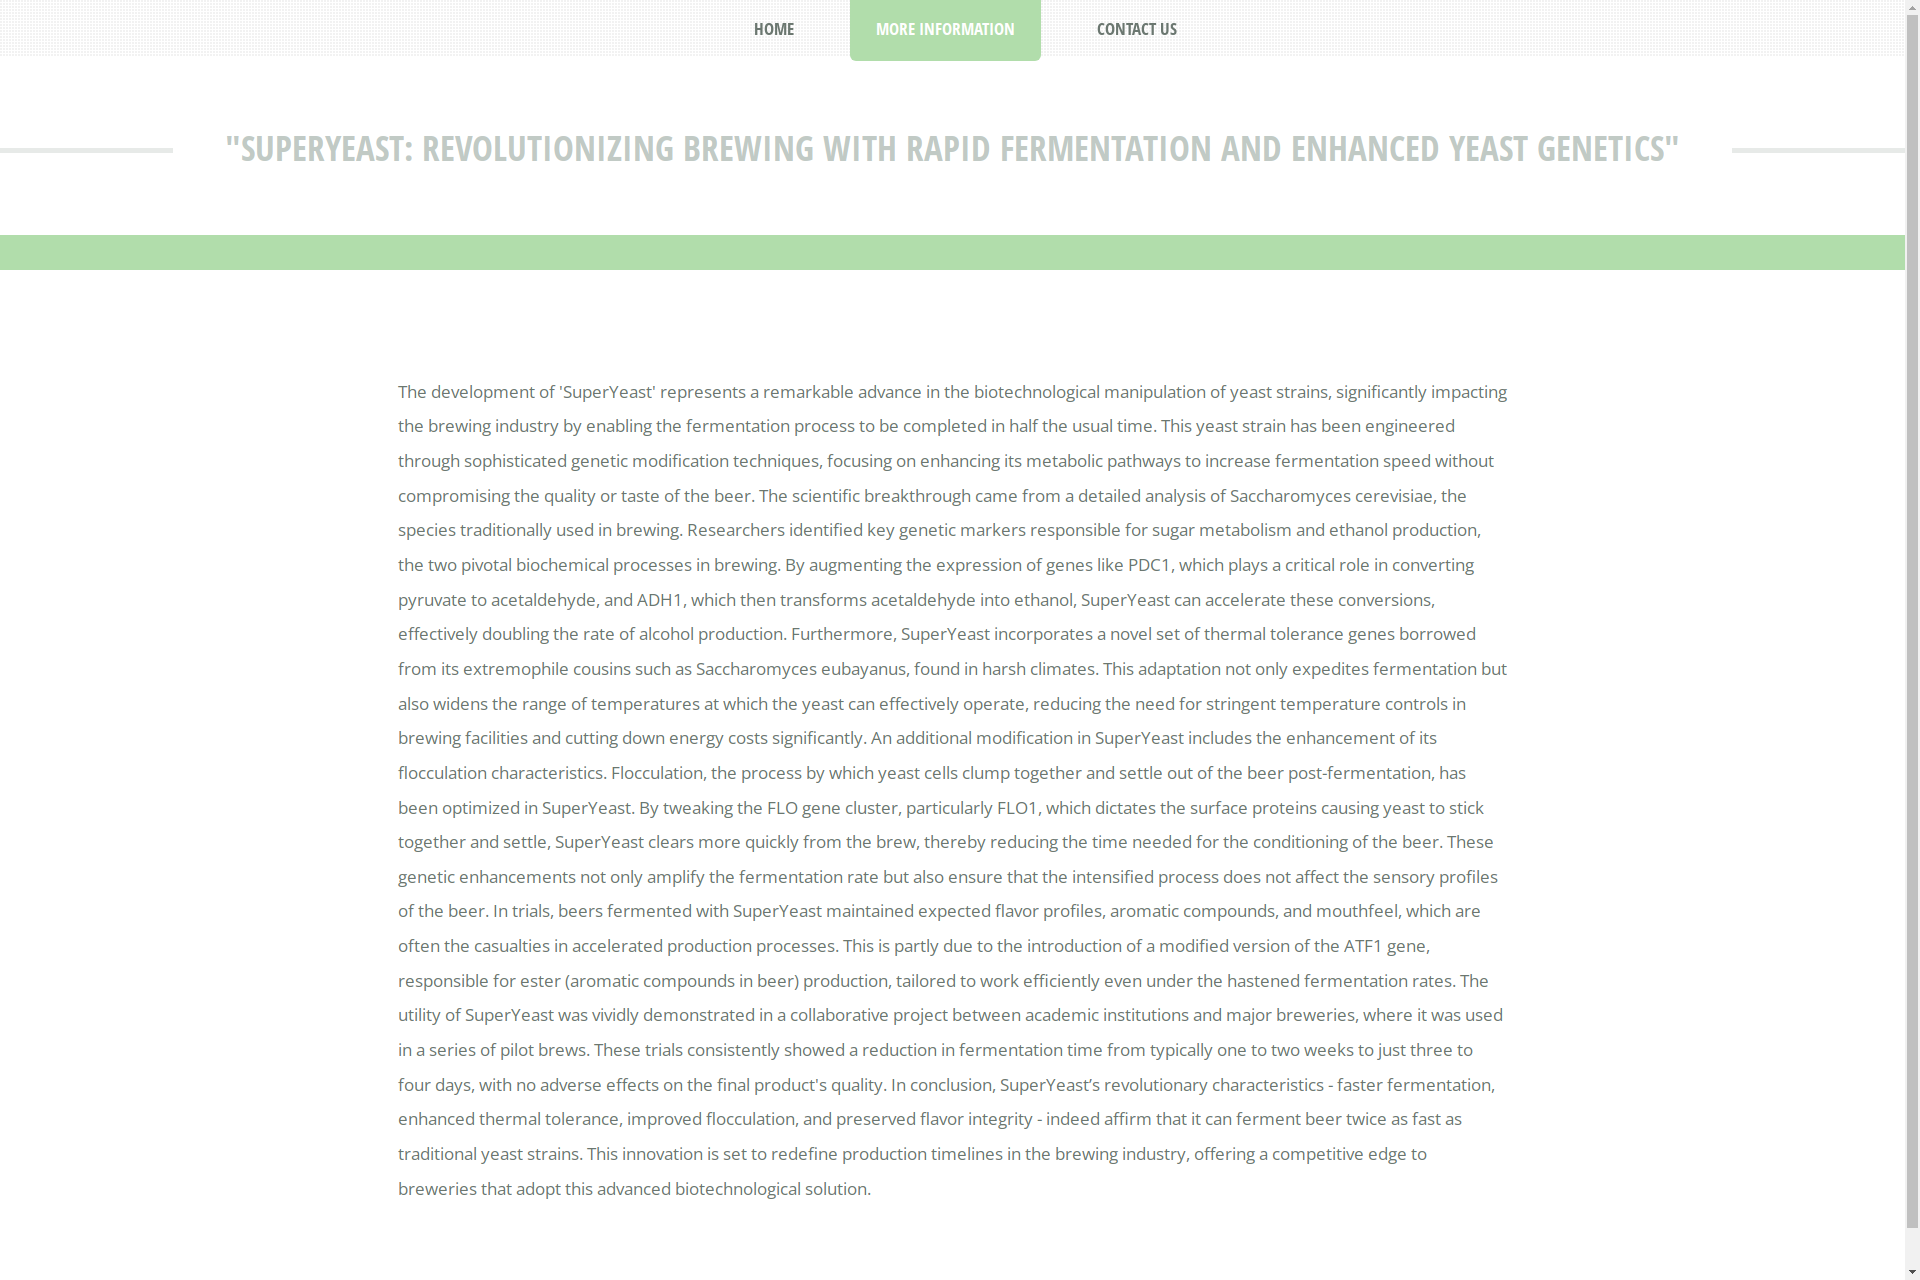 HOME
MORE INFORMATION
CONTACT US
"SUPERYEAST: REVOLUTIONIZING BREWING WITH RAPID FERMENTATION AND ENHANCED YEAST GENETICS"
The development of 'SuperYeast' represents a remarkable advance in the biotechnological manipulation of yeast strains, significantly impacting
the brewing industry by enabling the fermentation process to be completed in half the usual time. This yeast strain has been engineered
through sophisticated genetic modification techniques, focusing on enhancing its metabolic pathways to increase fermentation speed without
compromising the quality or taste of the beer. The scientific breakthrough came from a detailed analysis of Saccharomyces cerevisiae, the
species traditionally used in brewing. Researchers identified key genetic markers responsible for sugar metabolism and ethanol production,
the two pivotal biochemical processes in brewing. By augmenting the expression of genes like PDC1, which plays a critical role in converting
pyruvate to acetaldehyde, and ADH1, which then transforms acetaldehyde into ethanol, SuperYeast can accelerate these conversions,
effectively doubling the rate of alcohol production. Furthermore, SuperYeast incorporates a novel set of thermal tolerance genes borrowed
from its extremophile cousins such as Saccharomyces eubayanus, found in harsh climates. This adaptation not only expedites fermentation but
also widens the range of temperatures at which the yeast can effectively operate, reducing the need for stringent temperature controls in
brewing facilities and cutting down energy costs significantly. An additional modification in SuperYeast includes the enhancement of its
flocculation characteristics. Flocculation, the process by which yeast cells clump together and settle out of the beer post-fermentation, has
been optimized in SuperYeast. By tweaking the FLO gene cluster, particularly FLO1, which dictates the surface proteins causing yeast to stick
together and settle, SuperYeast clears more quickly from the brew, thereby reducing the time needed for the conditioning of the beer. These
genetic enhancements not only amplify the fermentation rate but also ensure that the intensified process does not affect the sensory profiles
of the beer. In trials, beers fermented with SuperYeast maintained expected flavor profiles, aromatic compounds, and mouthfeel, which are
often the casualties in accelerated production processes. This is partly due to the introduction of a modified version of the ATF1 gene,
responsible for ester (aromatic compounds in beer) production, tailored to work efficiently even under the hastened fermentation rates. The
utility of SuperYeast was vividly demonstrated in a collaborative project between academic institutions and major breweries, where it was used
in a series of pilot brews. These trials consistently showed a reduction in fermentation time from typically one to two weeks to just three to
four days, with no adverse effects on the final product's quality. In conclusion, SuperYeast’s revolutionary characteristics - faster fermentation,
enhanced thermal tolerance, improved flocculation, and preserved flavor integrity - indeed affirm that it can ferment beer twice as fast as
traditional yeast strains. This innovation is set to redefine production timelines in the brewing industry, offering a competitive edge to
breweries that adopt this advanced biotechnological solution.